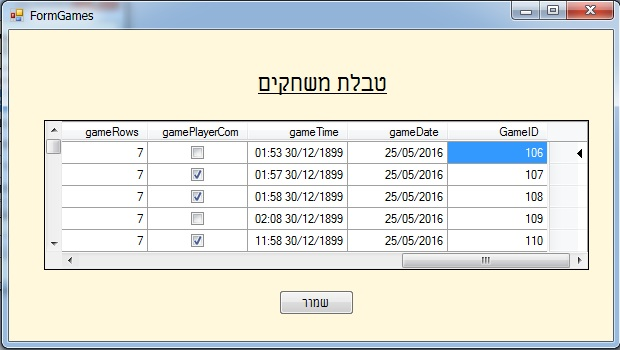 FormGames
טבלת משחקים
GameID gameDate gameTime gamePlayerCom gameRows
106 25/05/2016 01:53 30/12/1899 7
107 25/05/2016 01:57 30/12/1899 7
108 25/05/2016 01:58 30/12/1899 7
109 25/05/2016 02:08 30/12/1899 7
110 25/05/2016 11:58 30/12/1899 7
שמור